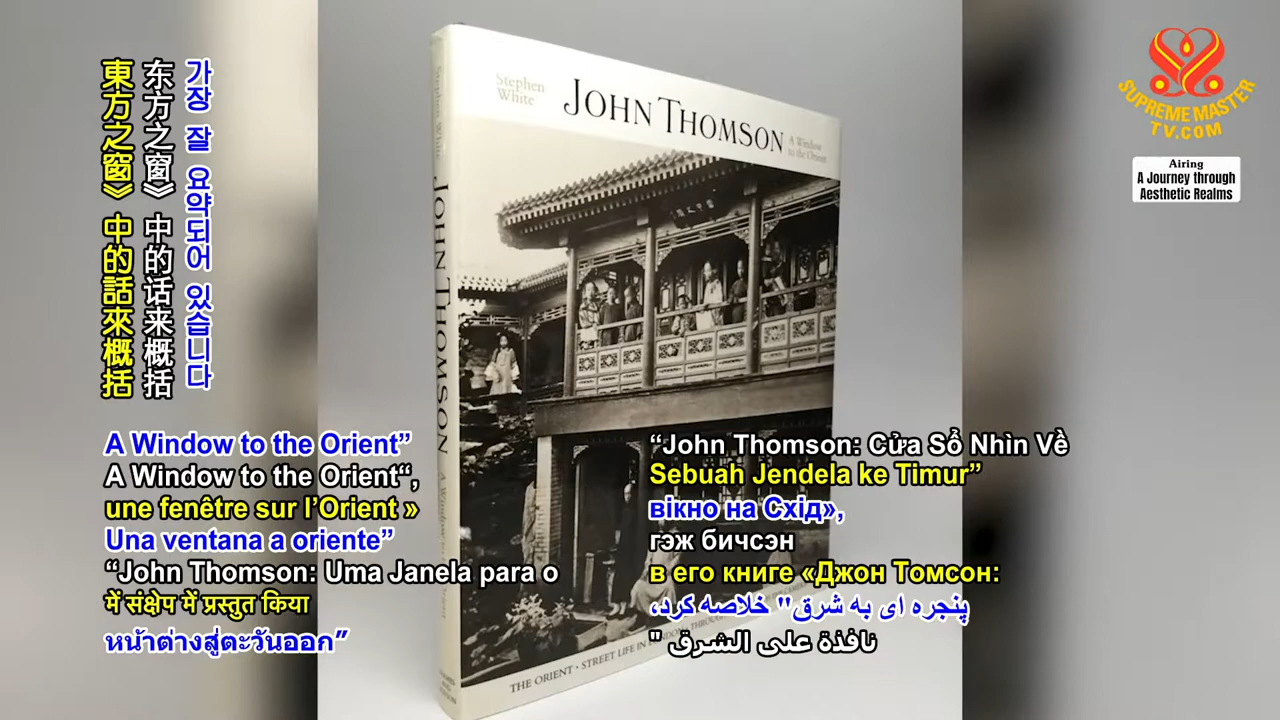 東方之窗》中的話來概括
东方之窗》中的话来概括
가장 잘 요약되어 있습니다
A Window to the Orient”
A Window to the Orient“,
une fenêtre sur l’Orient »
Una ventana a oriente”
“John Thomson: Uma Janela para o
में संक्षेप में प्रस्तुत किया
หน้าต่างสู่ตะวันออก”
“John Thomson: Cửa Sổ Nhìn Về
Sebuah Jendela ke Timur”
вікно на Схід»,
гэж бичсэн
в его книге «Джон Томсон:
پنجره ای به شرق" خلاصه کرد،
نافذة على الشرق "
Stephen
White
JOHN THOMSON
A Window
to the Orient
Stephen White
JOHN THOMSON
THE ORIENT • STREET LIFE IN LONDON • THROUGH
SUPREME MASTER
TV.COM
Airing
A Journey through
Aesthetic Realms